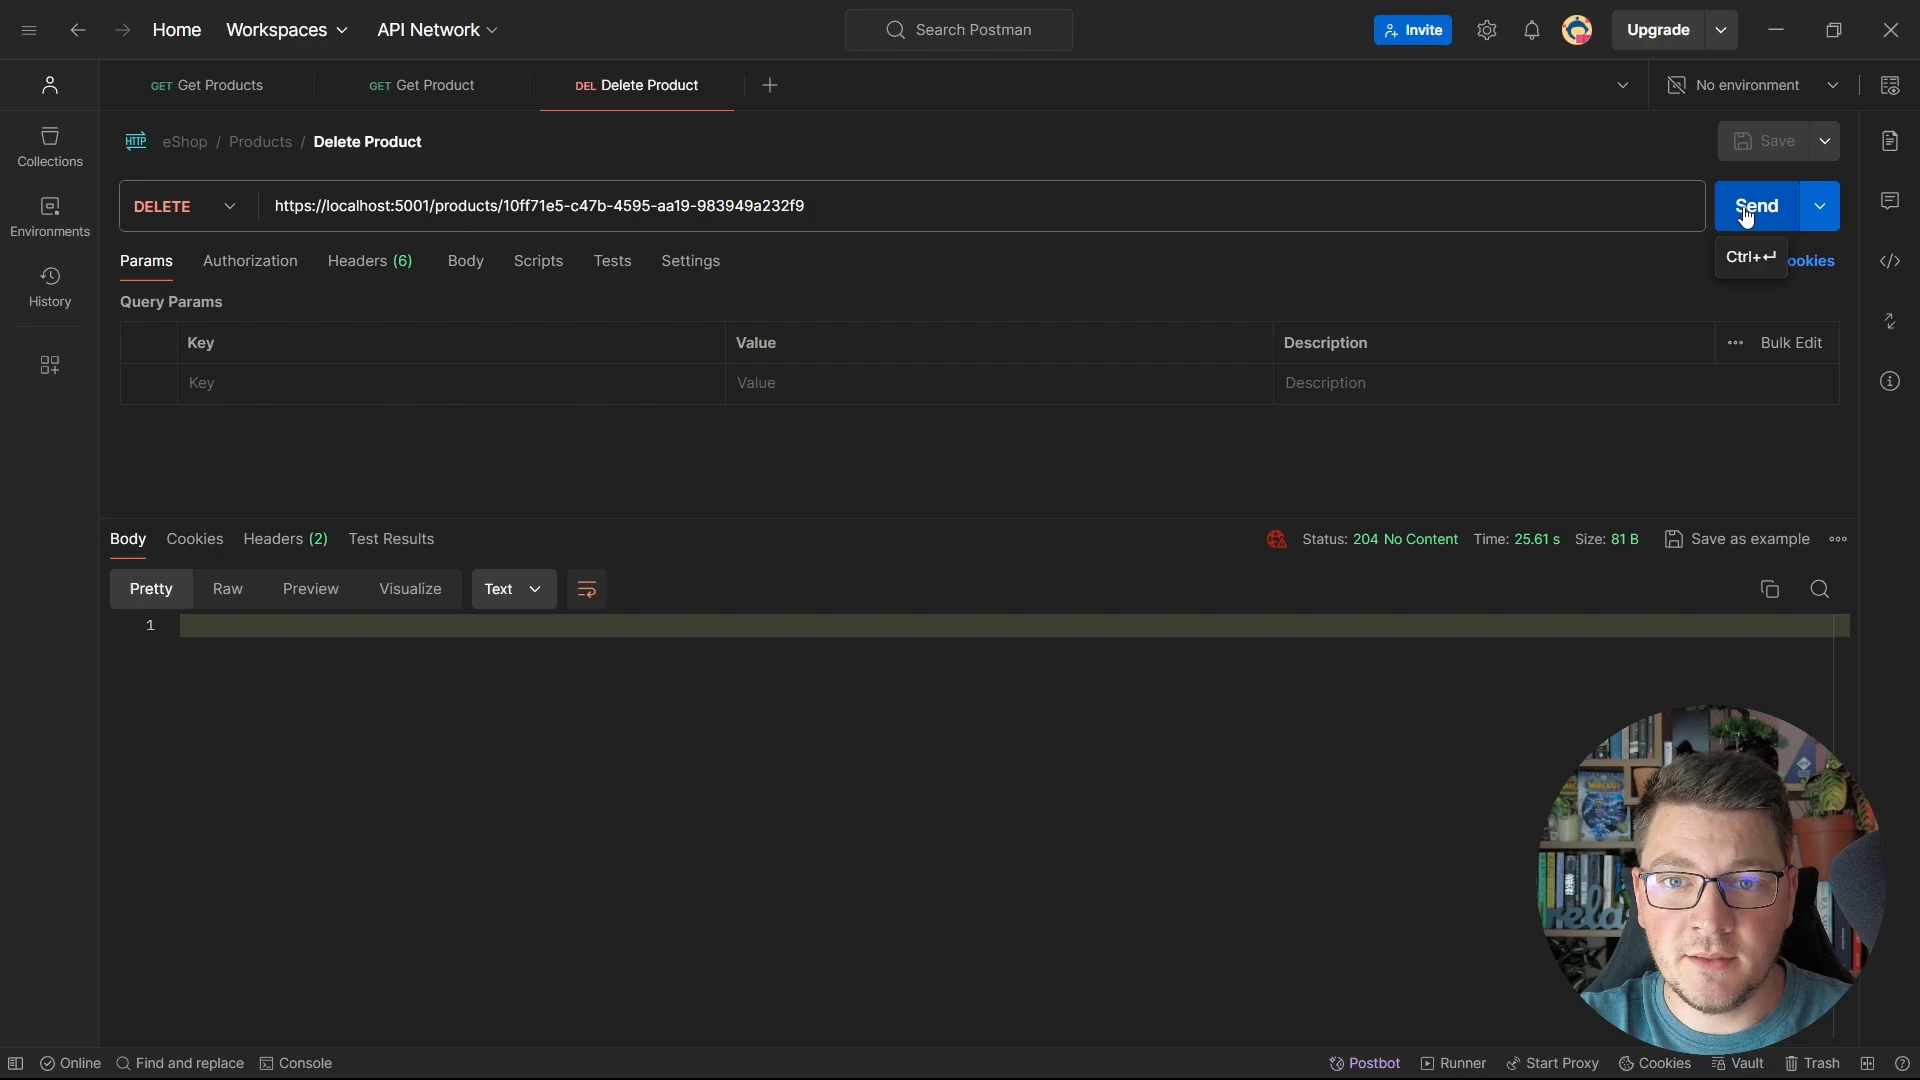 Home Workspaces API Network Search Postman Invite Upgrade
GET Get Products GET Get Product DEL Delete Product No environment
HTTP eShop / Products / Delete Product Save
Collections
DELETE https://localhost:5001/products/10ff71e5-c47b-4595-aa19-983949a232f9 Send
Environments
Params Authorization Headers (6) Body Scripts Tests Settings Ctrl+↵ ookies
History
Query Params
Key Value Description ••• Bulk Edit
Key Value Description
Body Cookies Headers (2) Test Results Status: 204 No Content Time: 25.61 s Size: 81 B Save as example
Pretty Raw Preview Visualize Text
1
rela
Online Find and replace Console Postbot Runner Start Proxy Cookies Vault Trash